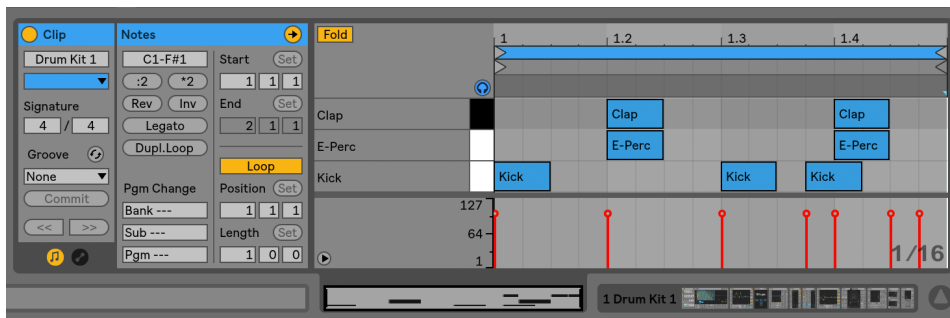 Clip
Notes
Fold
1
1.2
1.3
1.4
Drum Kit 1
C1-F#1
Start
Set
:2
*2
1
1
1
Signature
Rev
Inv
End
Set
4 / 4
Legato
2
1
1
Clap
Clap
Clap
Groove
Dupl.Loop
E-Perc
E-Perc
E-Perc
None
Loop
Kick
Kick
Kick
Kick
Commit
Pgm Change
Position
Set
Bank ---
1
1
1
127
<<
>>
Sub ---
Length
Set
64
Pgm ---
1
0
0
1
1/16
1 Drum Kit 1